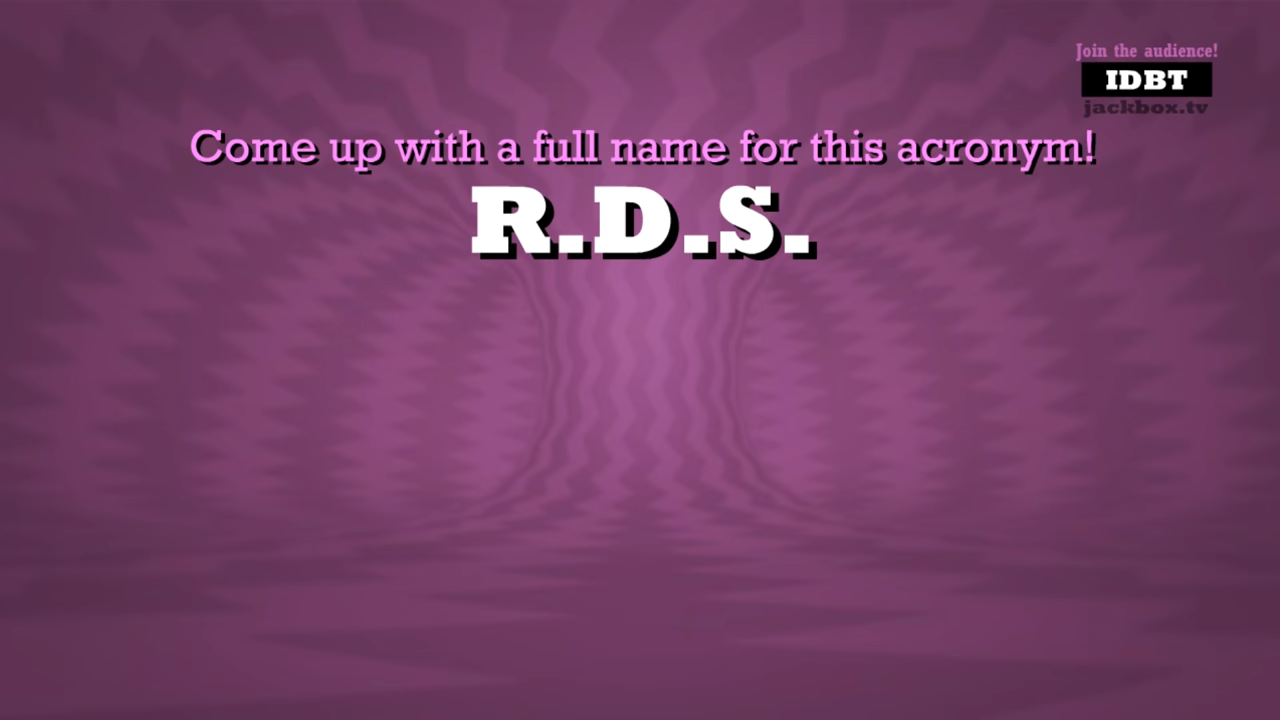 Join the audience!
IDBT
jackbox.tv
Come up with a full name for this acronym!
R.D.S.